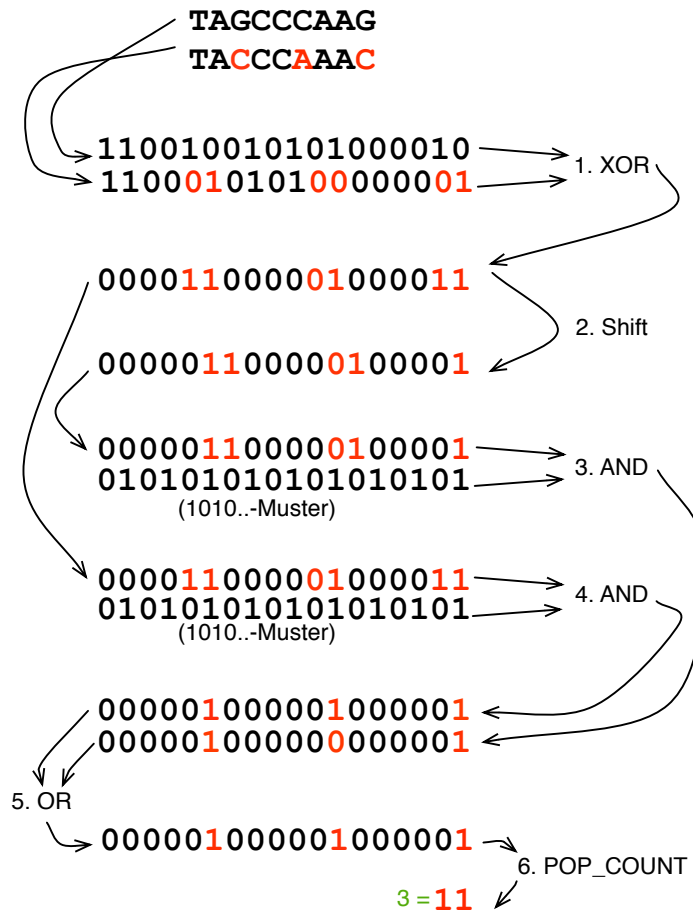 TAGCCCAAG
TACCCAAAC
110010010101000010
110001010100000001
1. XOR
000011000001000011
2. Shift
000001100000100001
000001100000100001
010101010101010101
3. AND
(1010..-Muster)
000011000001000011
010101010101010101
4. AND
(1010..-Muster)
000001000001000001
000001000000000001
5. OR
000001000001000001
6. POP_COUNT
3 = 11